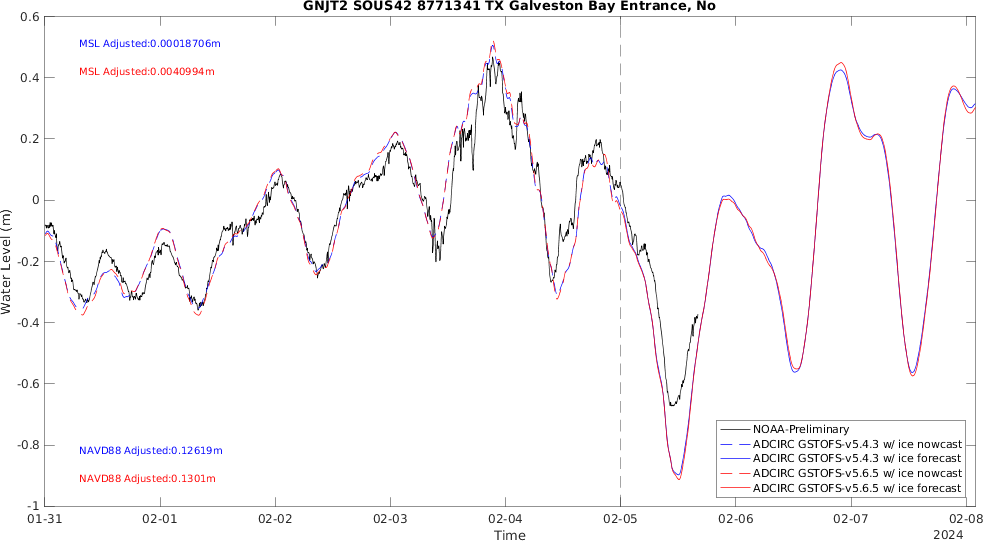 GNJT2 SOUS42 8771341 TX Galveston Bay Entrance, No
0.6
0.4
0.2
0
-0.2
-0.4
-0.6
-0.8
-1
Water Level (m)
MSL Adjusted:0.00018706m
MSL Adjusted:0.0040994m
NAVD88 Adjusted:0.12619m
NAVD88 Adjusted:0.1301m
NOAA-Preliminary
ADCIRC GSTOFS-v5.4.3 w/ ice nowcast
ADCIRC GSTOFS-v5.4.3 w/ ice forecast
ADCIRC GSTOFS-v5.6.5 w/ ice nowcast
ADCIRC GSTOFS-v5.6.5 w/ ice forecast
01-31 02-01 02-02 02-03 02-04 02-05 02-06 02-07 02-08
Time
2024